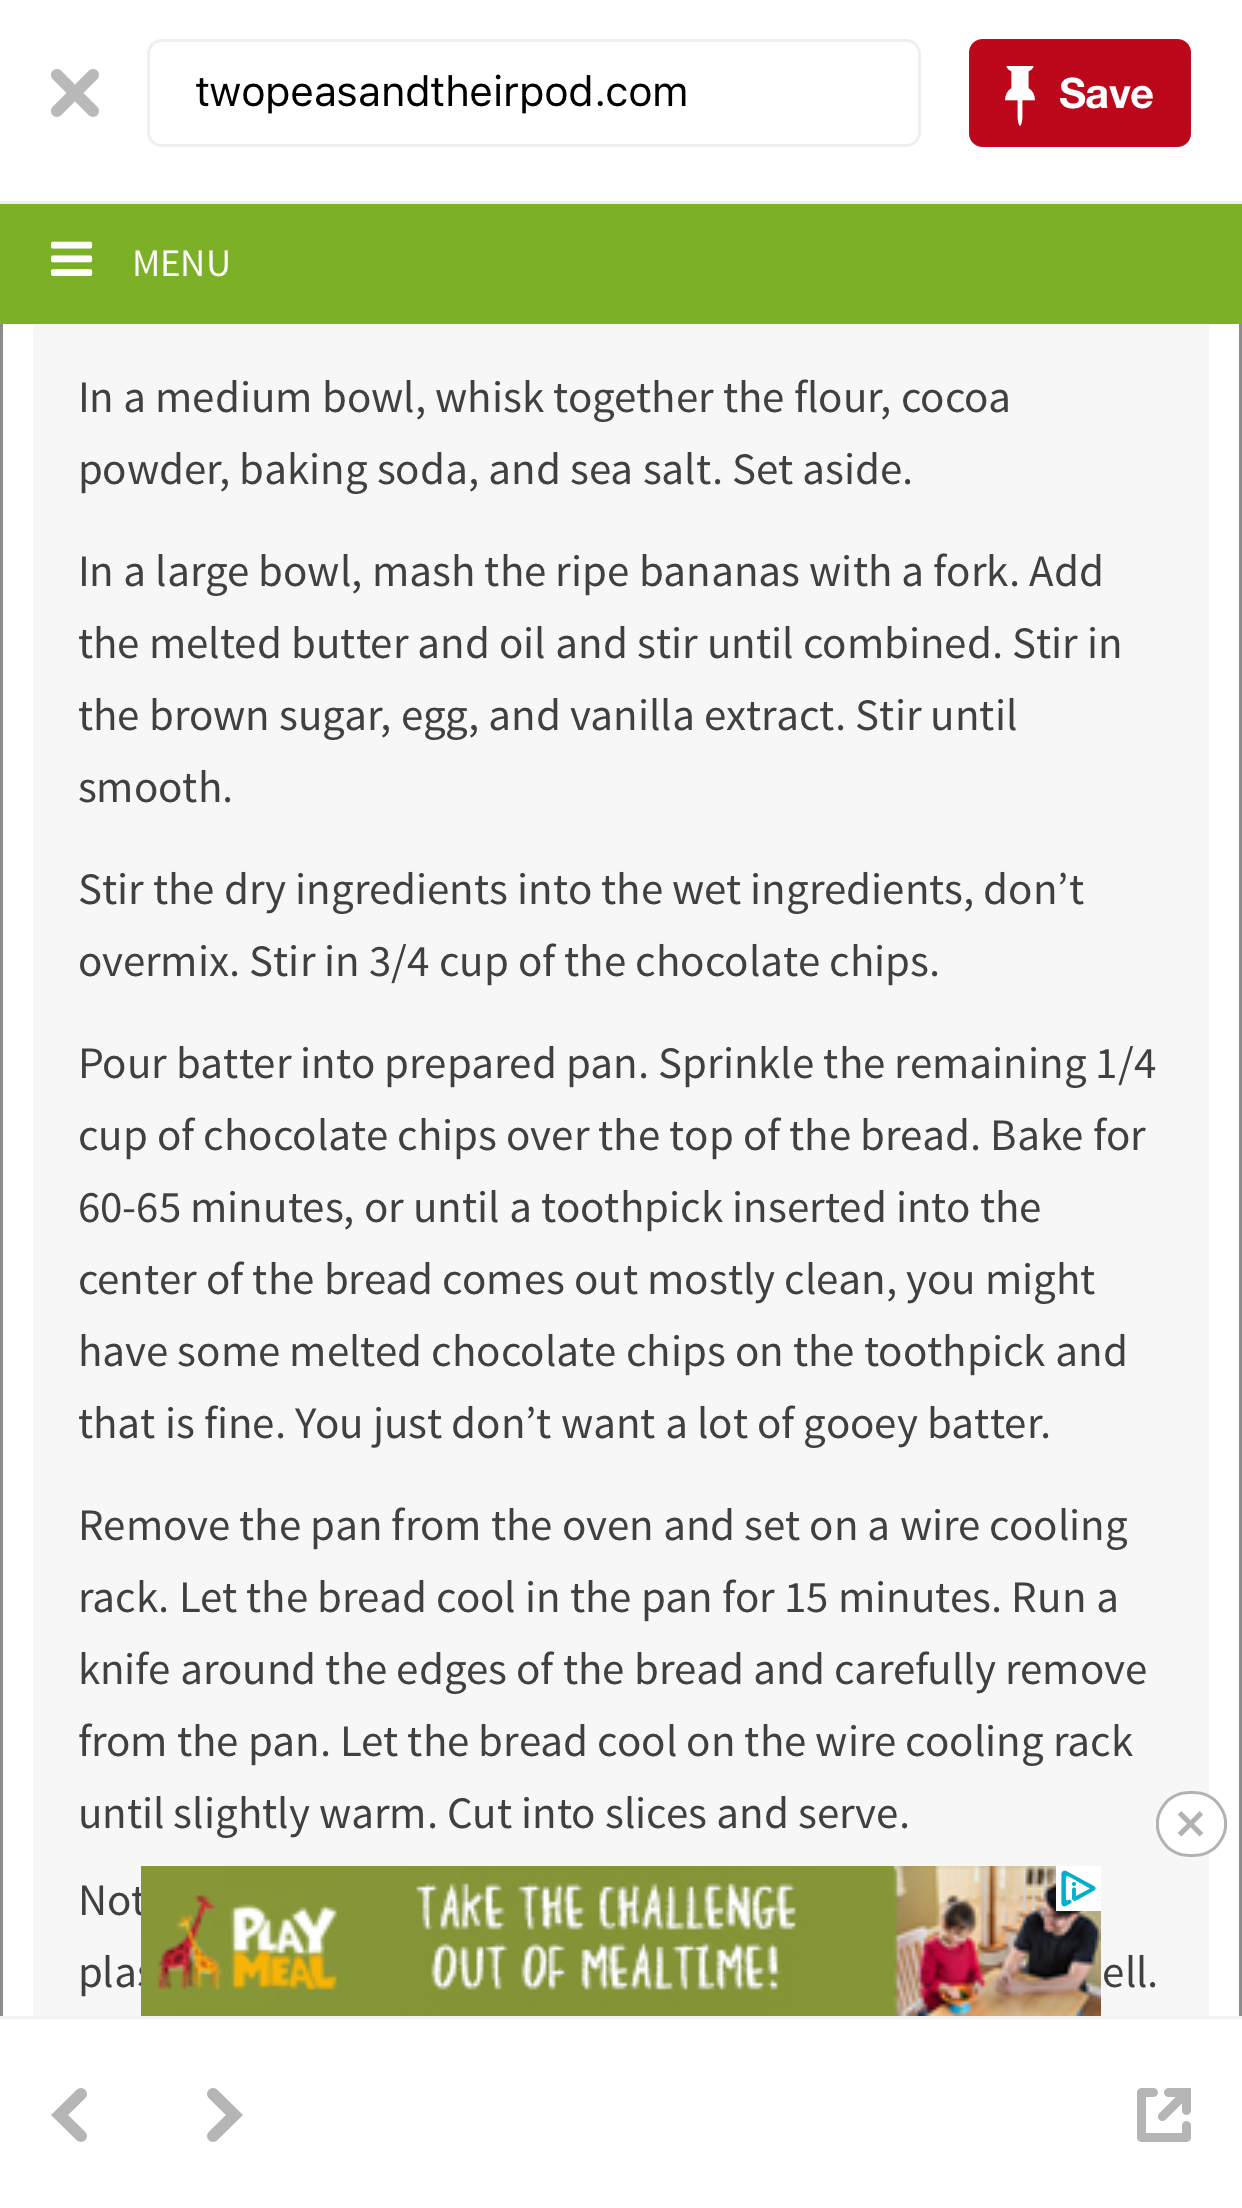 twopeasandtheirpod.com
Save
MENU
In a medium bowl, whisk together the flour, cocoa
powder, baking soda, and sea salt. Set aside.
In a large bowl, mash the ripe bananas with a fork. Add
the melted butter and oil and stir until combined. Stir in
the brown sugar, egg, and vanilla extract. Stir until
smooth.
Stir the dry ingredients into the wet ingredients, don’t
overmix. Stir in 3/4 cup of the chocolate chips.
Pour batter into prepared pan. Sprinkle the remaining 1/4
cup of chocolate chips over the top of the bread. Bake for
60-65 minutes, or until a toothpick inserted into the
center of the bread comes out mostly clean, you might
have some melted chocolate chips on the toothpick and
that is fine. You just don’t want a lot of gooey batter.
Remove the pan from the oven and set on a wire cooling
rack. Let the bread cool in the pan for 15 minutes. Run a
knife around the edges of the bread and carefully remove
from the pan. Let the bread cool on the wire cooling rack
until slightly warm. Cut into slices and serve.
PLAY
MEAL
TAKE THE CHALLENGE
OUT OF MEALTIME!